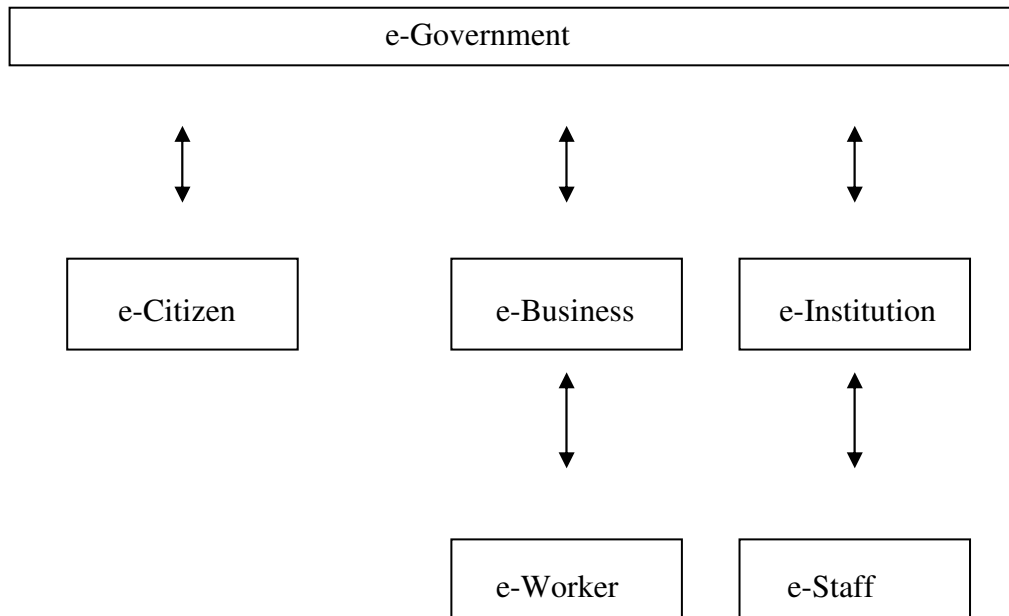 e-Government
e-Citizen
e-Business
e-Institution
e-Worker
e-Staff